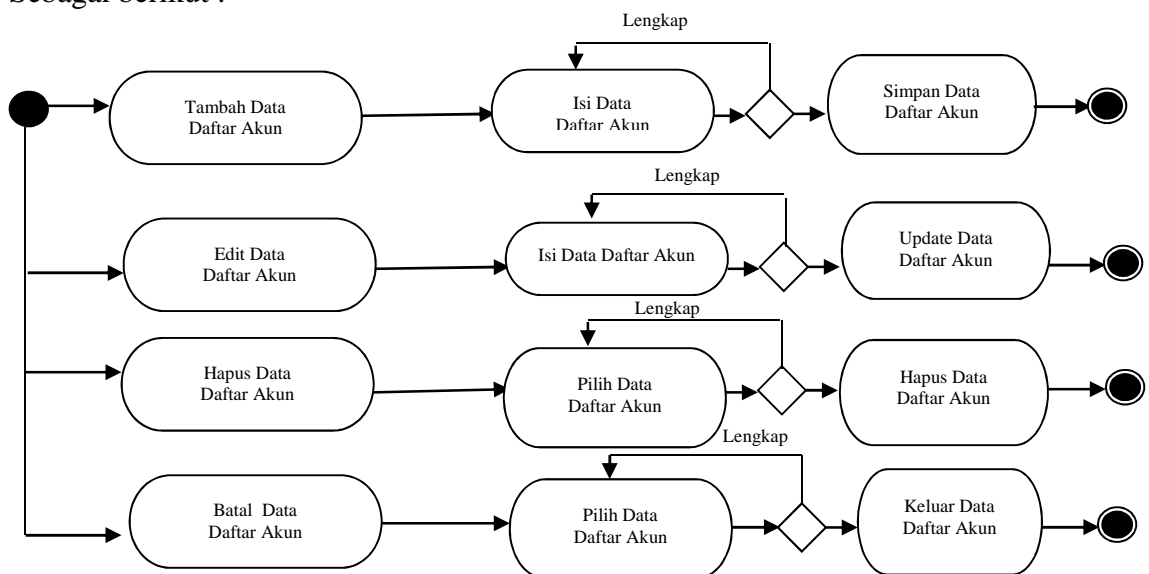 Sebagai berikut :
Lengkap
Tambah Data
Daftar Akun
Isi Data
Daftar Akun
Simpan Data
Daftar Akun
Lengkap
Edit Data
Daftar Akun
Isi Data Daftar Akun
Update Data
Daftar Akun
Lengkap
Hapus Data
Daftar Akun
Pilih Data
Daftar Akun
Hapus Data
Daftar Akun
Lengkap
Batal Data
Daftar Akun
Pilih Data
Daftar Akun
Keluar Data
Daftar Akun